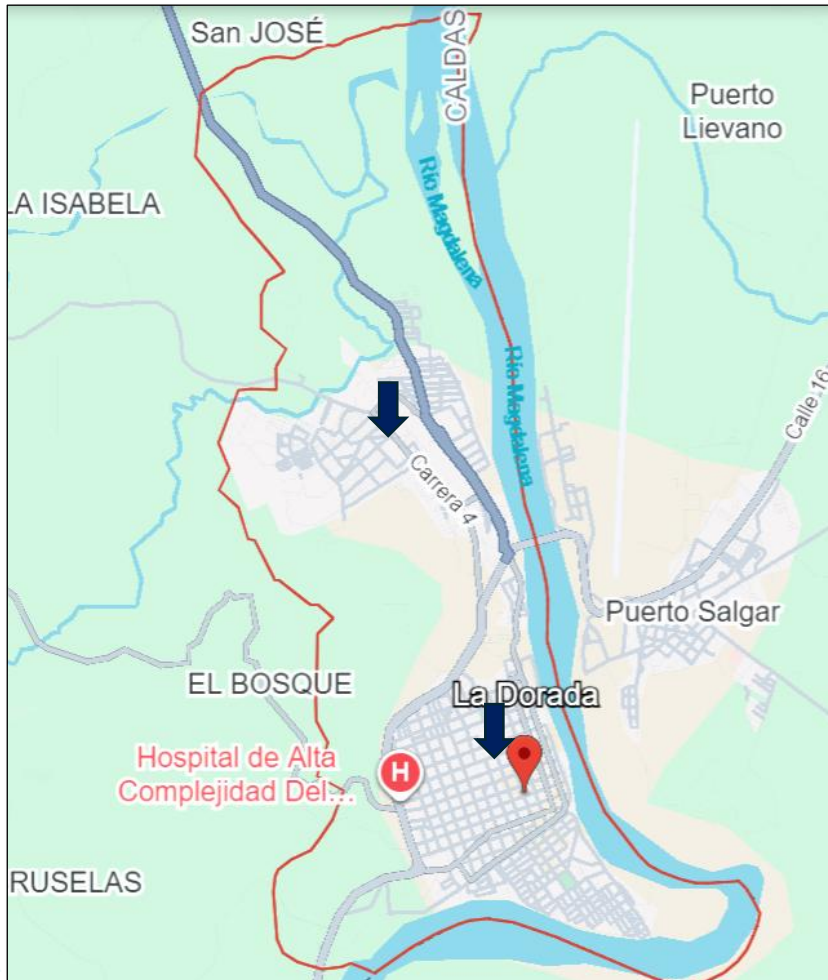 San JOSÉ
CALDAS
Puerto
Lievano
LA ISABELA
Río Magdalena
Río Magdalena
Calle 16
Carrera 4
Puerto Salgar
EL BOSQUE
La Dorada
Hospital de Alta
Complejidad Del...
H
RUSELAS